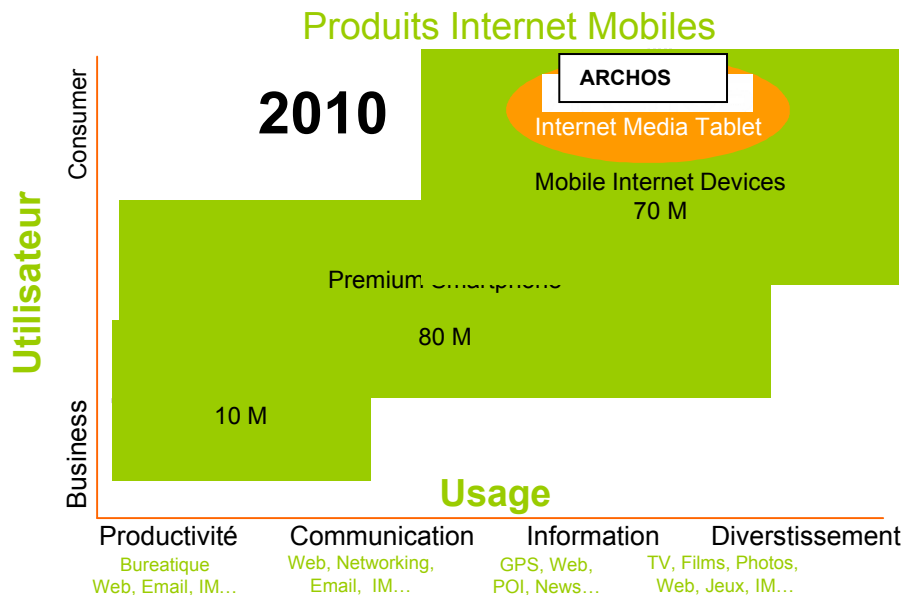 Produits Internet Mobiles
2010
ARCHOS
Internet Media Tablet
Mobile Internet Devices
70 M
Premium Smartphone
80 M
10 M
Consumer
Utilisateur
Business
Usage
Productivité
Communication
Information
Diverstissement
Bureatique
Web, Email, IM…
Web, Networking,
Email, IM…
GPS, Web,
POI, News…
TV, Films, Photos,
Web, Jeux, IM…